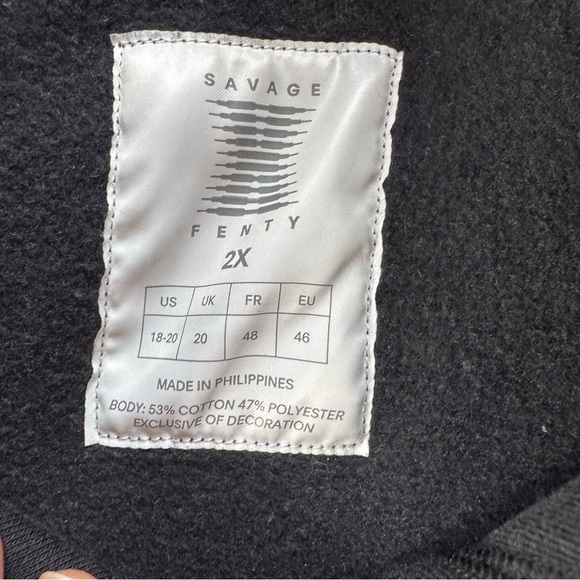 SAVAGE
FENTY
2X
US UK FR EU
18-20 20 48 46
MADE IN PHILIPPINES
BODY: 53% COTTON 47% POLYESTER
EXCLUSIVE OF DECORATION